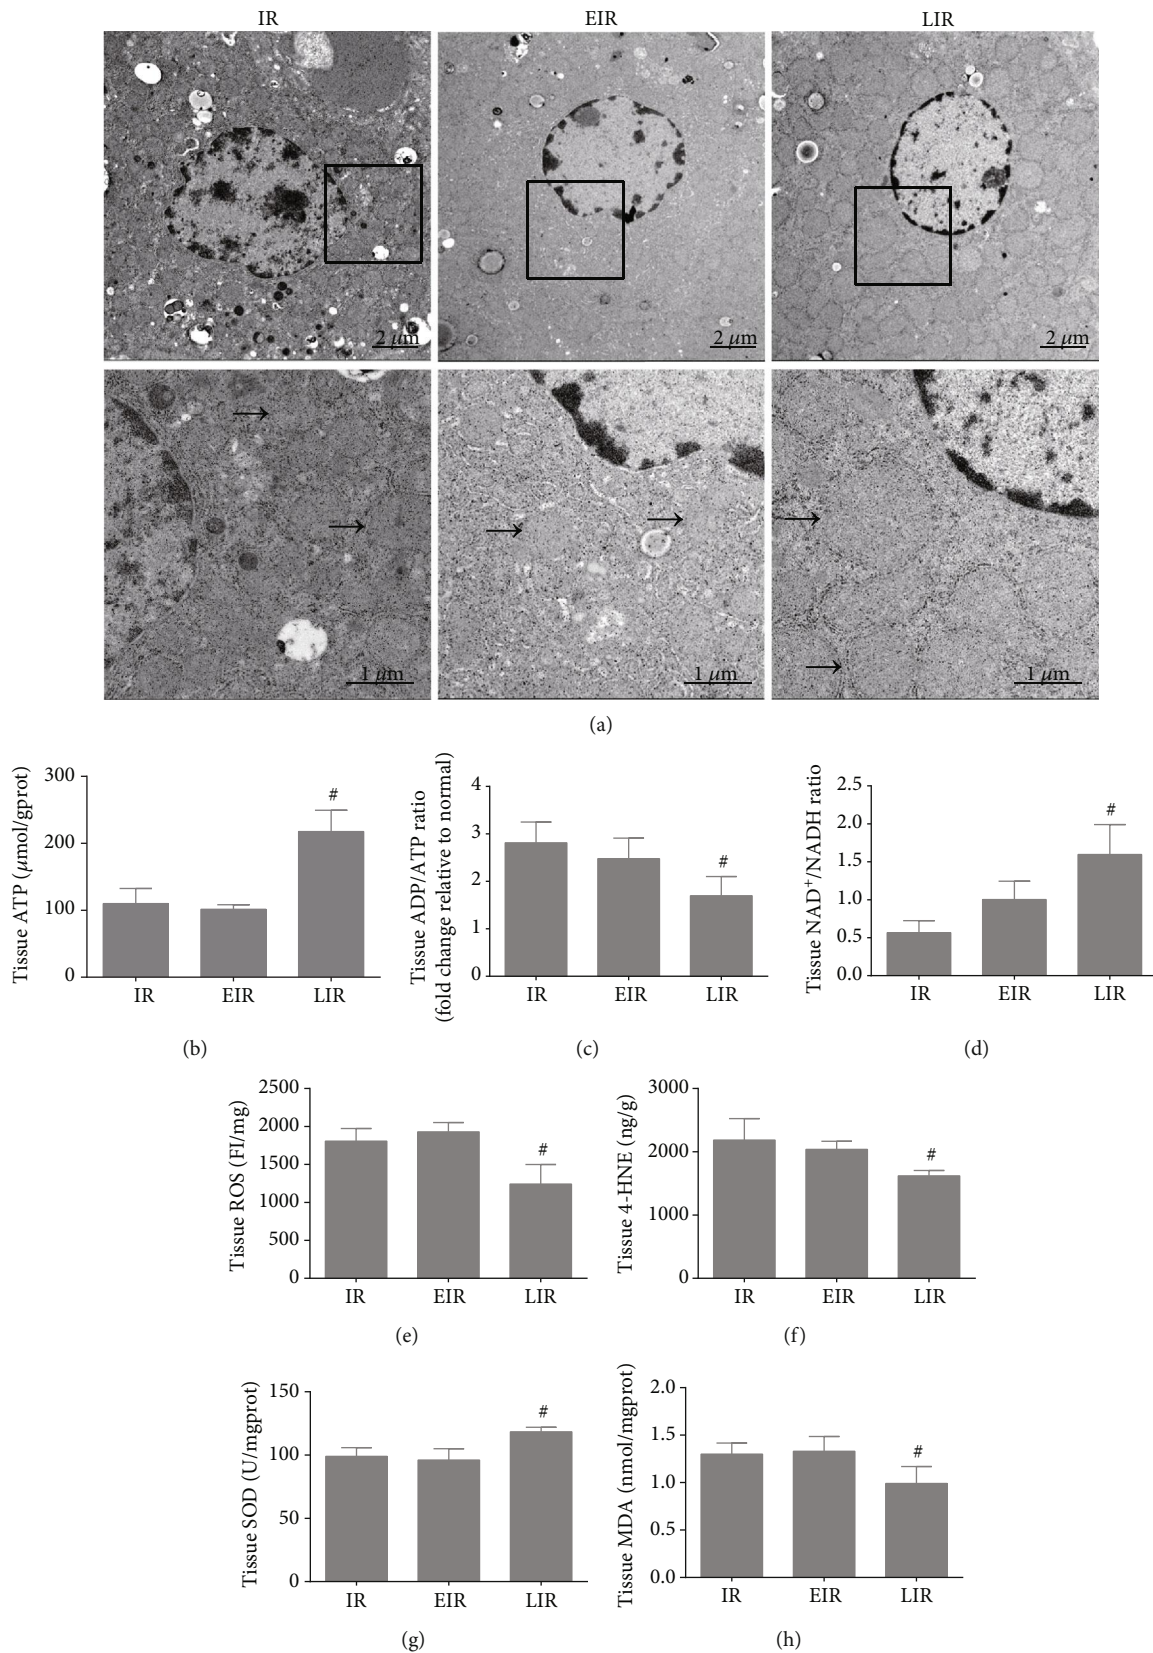 IR EIR LIR
2 μm 2 μm 2 μm
1 μm 1 μm 1 μm
(a)
Tissue ATP (μmol/gprot)
300
200
100
0
#
IR EIR LIR
(b)
Tissue ADP/ATP ratio
(fold change relative to normal)
4
3
2
1
0
#
IR EIR LIR
(c)
Tissue NAD⁺/NADH ratio
2.5
2.0
1.5
1.0
0.5
0.0
#
IR EIR LIR
(d)
Tissue ROS (FI/mg)
2500
2000
1500
1000
500
0
#
IR EIR LIR
(e)
Tissue 4-HNE (ng/g)
3000
2000
1000
0
#
IR EIR LIR
(f)
Tissue SOD (U/mgprot)
150
100
50
0
#
IR EIR LIR
(g)
Tissue MDA (nmol/mgprot)
2.0
1.5
1.0
0.5
0.0
#
IR EIR LIR
(h)